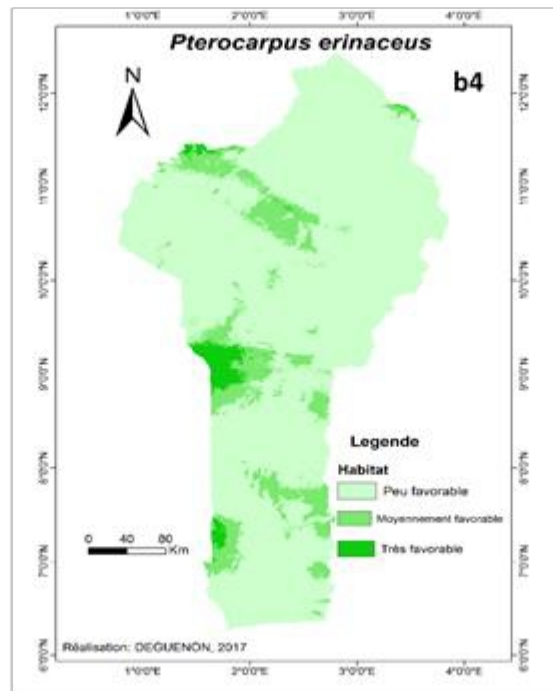 Pterocarpus erinaceus
b4
N
1°0'0"E 2°0'0"E 3°0'0"E 4°0'0"E
12°0'0"N
11°0'0"N
10°0'0"N
9°0'0"N
8°0'0"N
7°0'0"N
6°0'0"N
12°0'0"N
11°0'0"N
10°0'0"N
9°0'0"N
8°0'0"N
7°0'0"N
6°0'0"N
Legende
Habitat
Peu favorable
Moyennement favorable
Très favorable
0 40 80
Km
Réalisation: DEGUENON, 2017
1°0'0"E 2°0'0"E 3°0'0"E 4°0'0"E